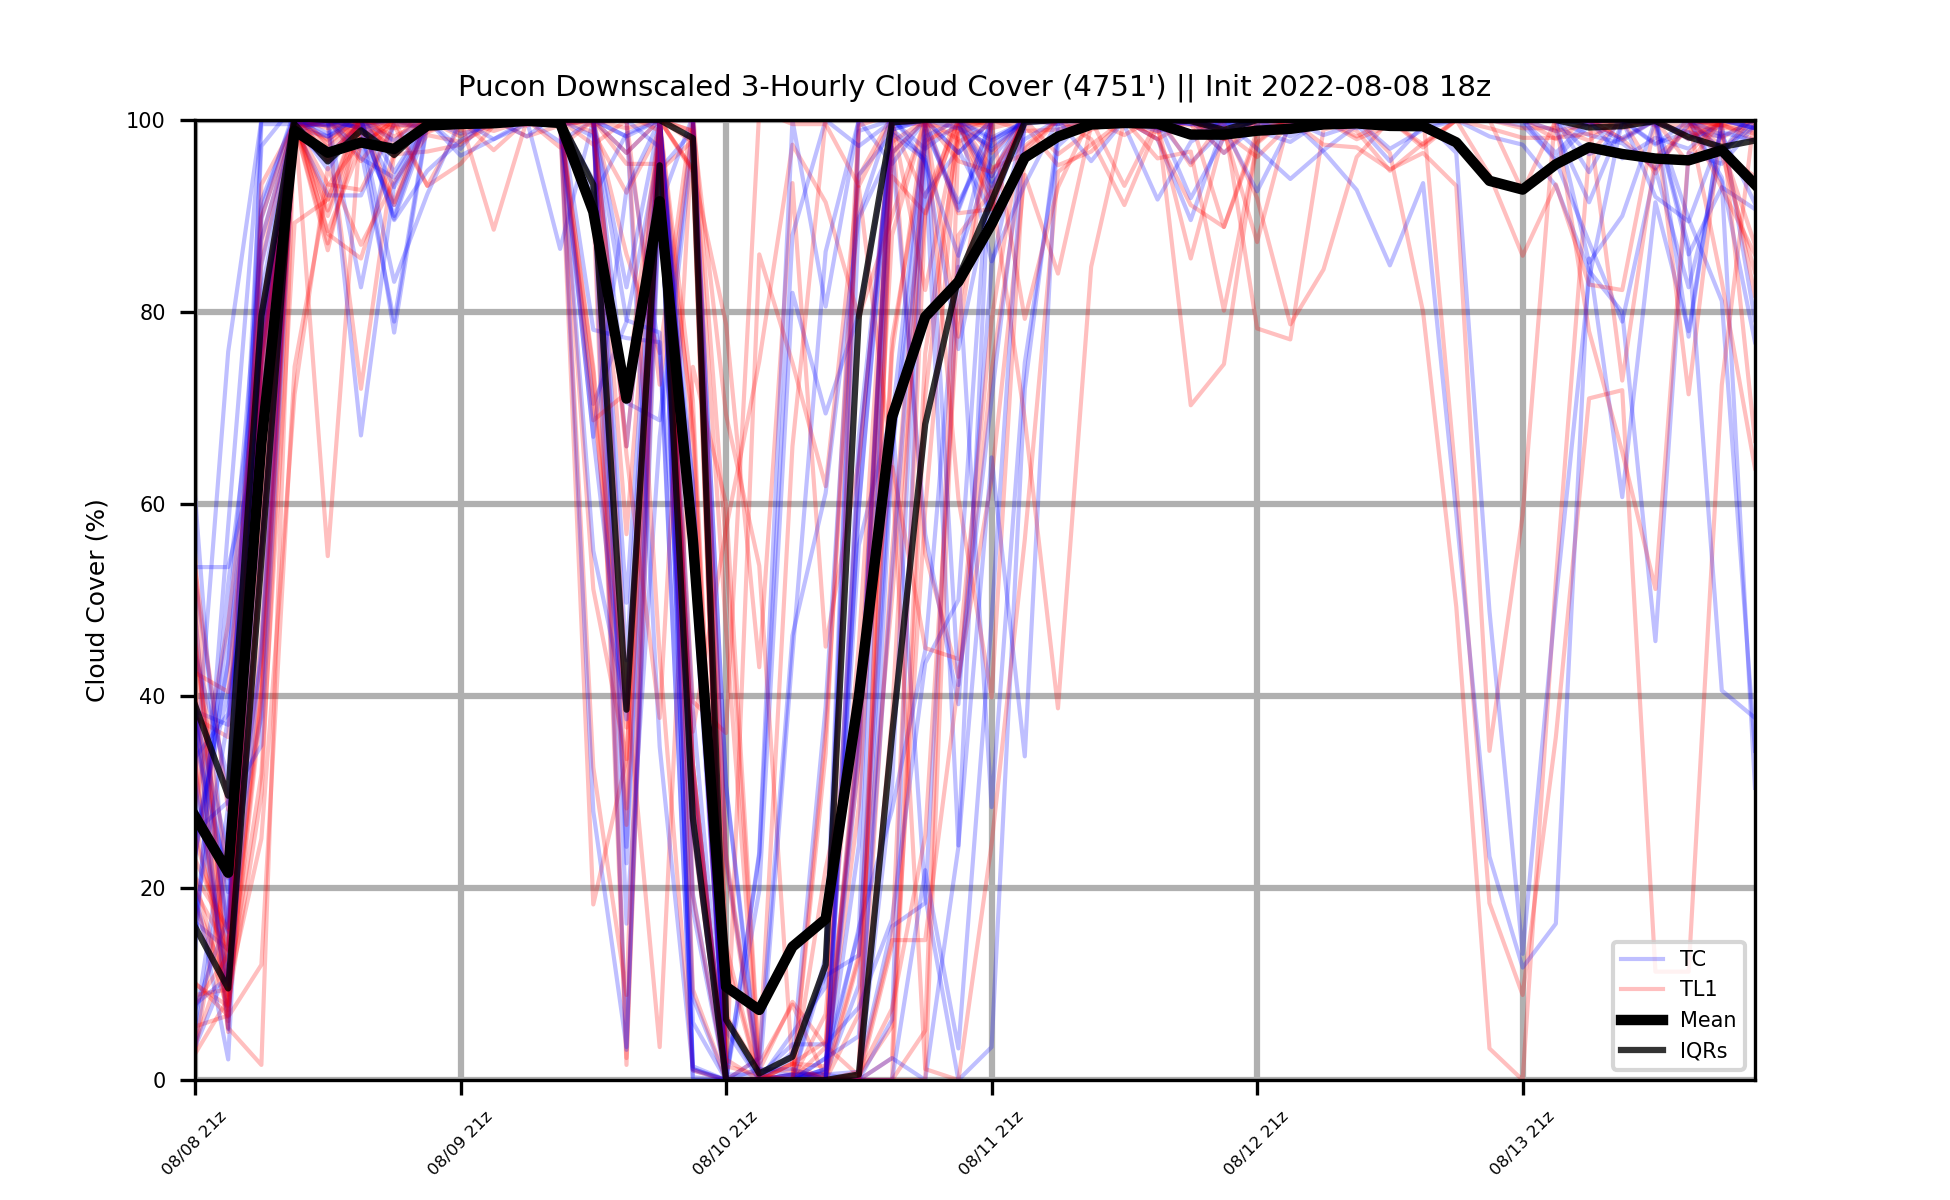 Pucon Downscaled 3-Hourly Cloud Cover (4751') || Init 2022-08-08 18z
Cloud Cover (%)
100
80
60
40
20
0
08/08 21z
08/09 21z
08/10 21z
08/11 21z
08/12 21z
08/13 21z
TC
TL1
Mean
IQRs